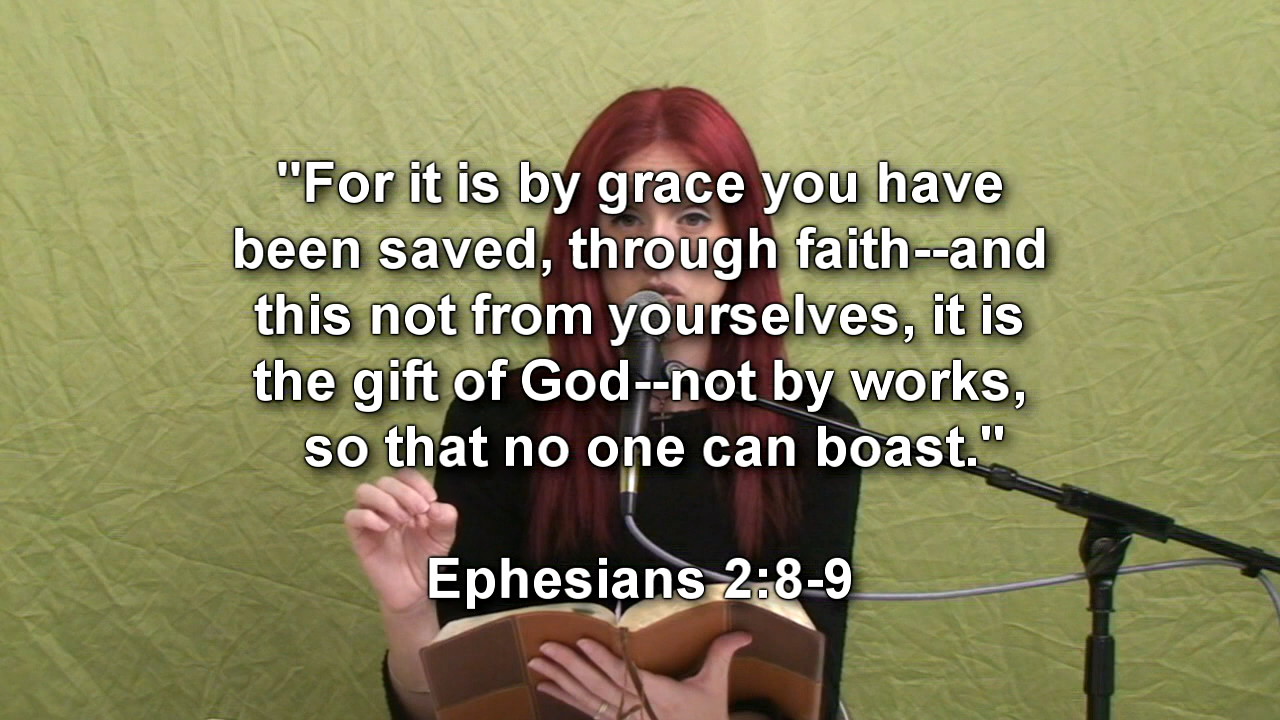 "For it is by grace you have
been saved, through faith--and
this not from yourselves, it is
the gift of God--not by works,
so that no one can boast."
Ephesians 2:8-9